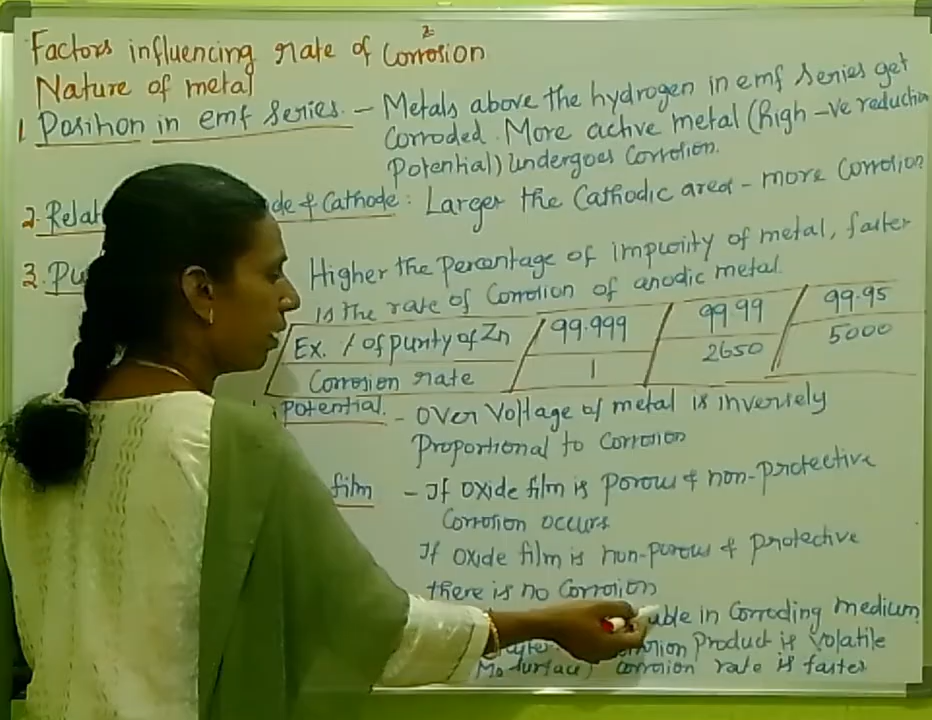 Factors influencing rate of Corrosion
Nature of metal
1. Position in emf Series. - Metals above the hydrogen in emf Series get
Corroded. More active metal (high -ve reduction
Potential) Undergoes Corrosion.
2. Relat de & Cathode: Larger the Cathodic area - more Corrosion
3. Pu Higher the percentage of impurity of metal, faster
is the rate of Corrosion of anodic metal.
Ex. % of purity of Zn 99.999 99.99 99.95
Corrosion rate 1 2650 5000
Potential. - Over Voltage of metal is inversely
Proportional to Corrosion
film - If oxide film is porous & non-protective
Corrosion occurs
If oxide film is non-porous & protective
there is no Corrosion
uble in Corroding medium
Product is Volatile
surface) corrosion rate is faster